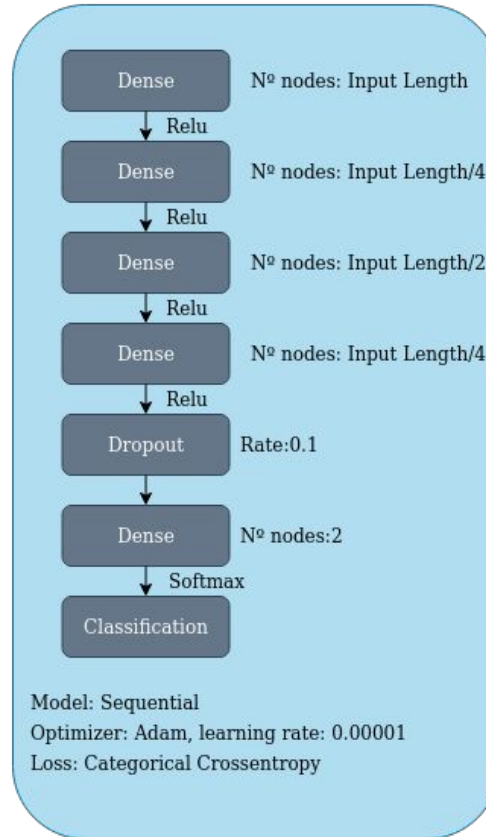 Dense Nº nodes: Input Length
Relu
Dense Nº nodes: Input Length/4
Relu
Dense Nº nodes: Input Length/2
Relu
Dense Nº nodes: Input Length/4
Relu
Dropout Rate:0.1
Dense Nº nodes:2
Softmax
Classification
Model: Sequential
Optimizer: Adam, learning rate: 0.00001
Loss: Categorical Crossentropy